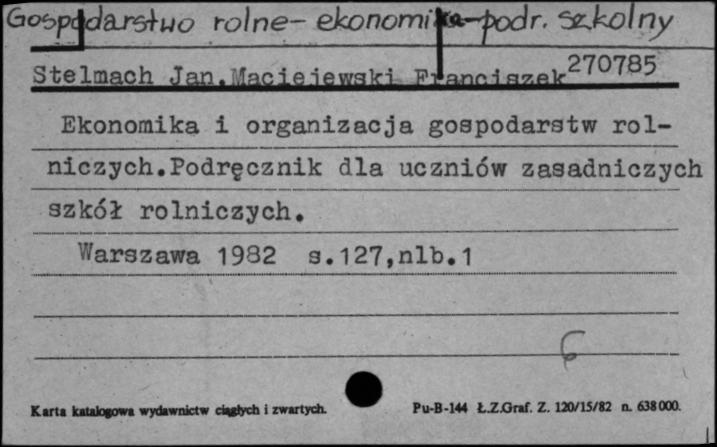 Gospodarstwo rolne - ekonomika - podr. szkolny
Stelmach Jan.Maciejewski Franciszek 270785
Ekonomika i organizacja gospodarstw rol-
niczych.Podręcznik dla uczniów zasadniczych
szkół rolniczych.
Warszawa 1982 s.127,nlb.1
6
Karta katalogowa wydawnictw ciągłych i zwartych.
Pu-B-144 Ł.Z.Graf. Z. 120/15/82 n. 638000.